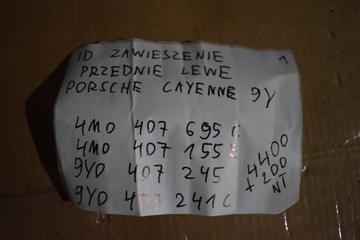 ID ZAWIESZENIE 1
PRZEDNIE LEWE
PORSCHE CAYENNE 9Y
4M0 407 695 C
4M0 407 155 E
9Y0 407 245
9Y0 407 241 C
4400
+ 200
NT